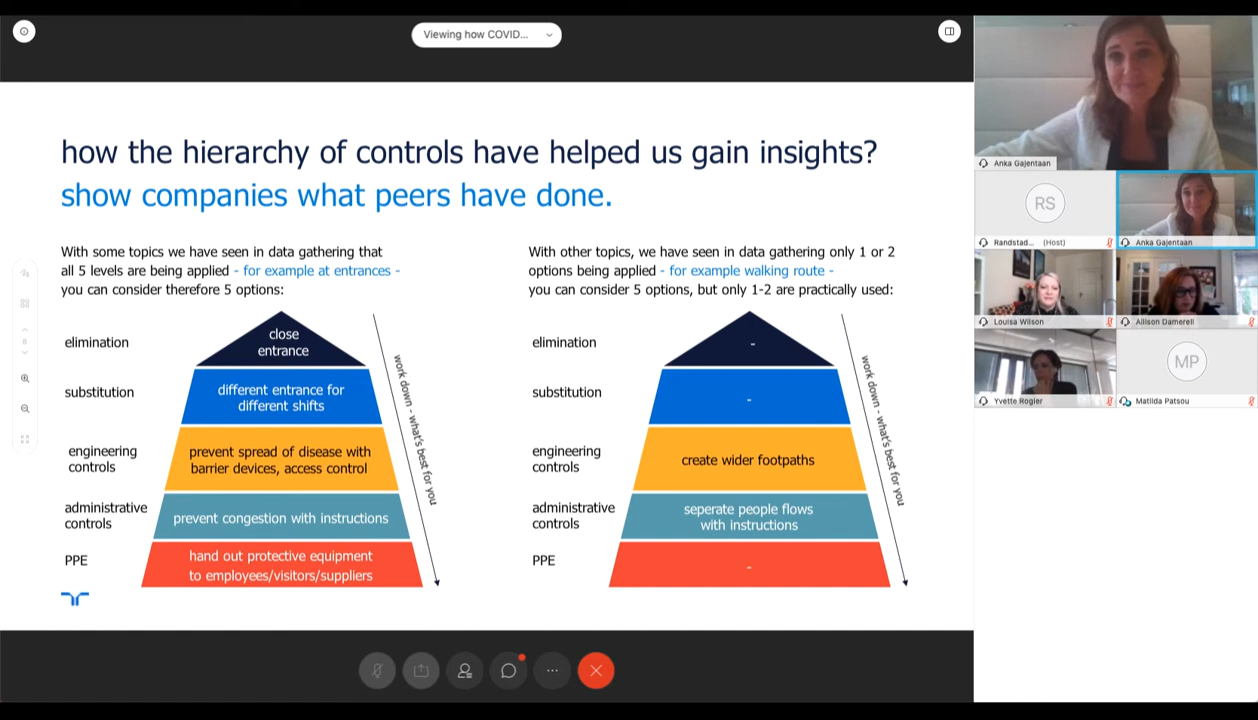 Viewing how COVID...
how the hierarchy of controls have helped us gain insights?
show companies what peers have done.
With some topics we have seen in data gathering that
all 5 levels are being applied - for example at entrances -
you can consider therefore 5 options:
elimination
close
entrance
substitution
different entrance for
different shifts
engineering
controls
prevent spread of disease with
barrier devices, access control
administrative
controls
prevent congestion with instructions
PPE
hand out protective equipment
to employees/visitors/suppliers
work down - what's best for you
With other topics, we have seen in data gathering only 1 or 2
options being applied - for example walking route -
you can consider 5 options, but only 1-2 are practically used:
elimination
-
substitution
-
engineering
controls
create wider footpaths
administrative
controls
seperate people flows
with instructions
PPE
-
work down - what's best for you
Anka Gajentaan
RS
Randstad... (Host)
Anka Gajentaan
Louisa Wilson
Allison Damerell
Yvette Rogier
MP
Matilda Patsou